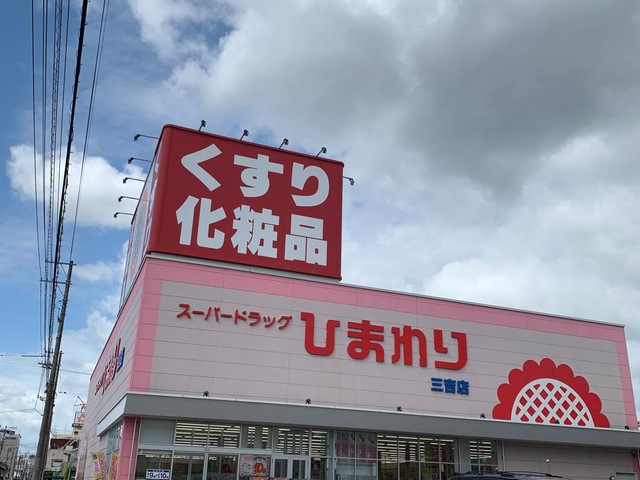 くすり
化粧品
スーパードラッグ ひまわり
三吉店